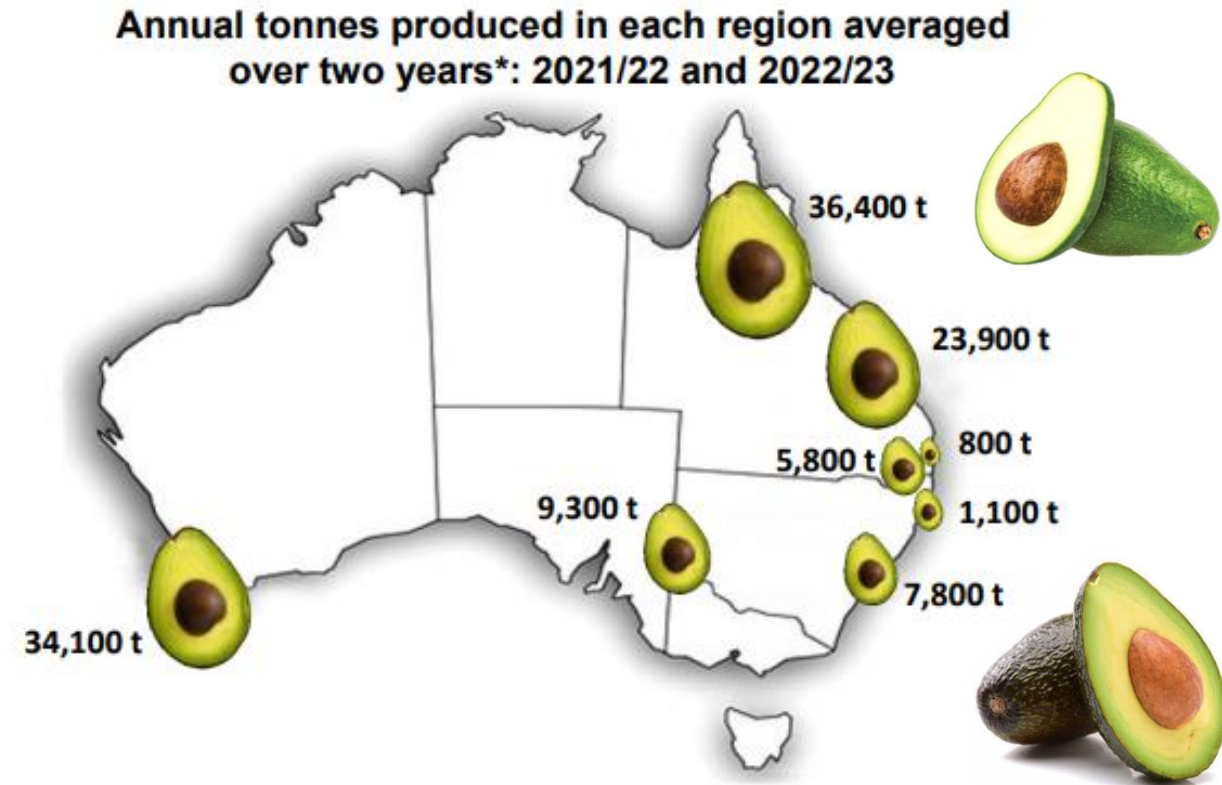 Annual tonnes produced in each region averaged
over two years*: 2021/22 and 2022/23
36,400 t
23,900 t
800 t
5,800 t
9,300 t
1,100 t
7,800 t
34,100 t